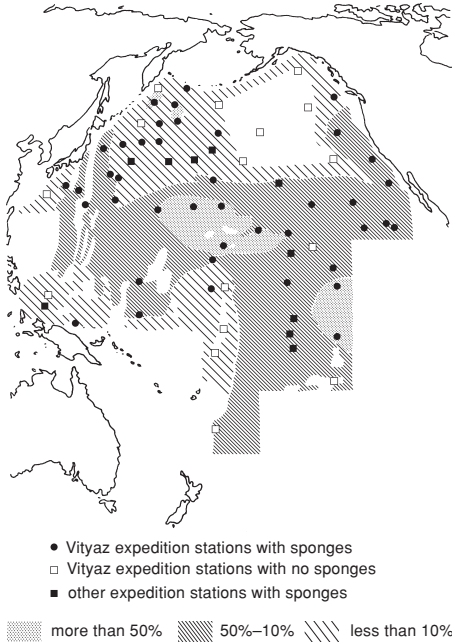 Vityaz expedition stations with sponges
Vityaz expedition stations with no sponges
other expedition stations with sponges
more than 50% 50%–10% less than 10%